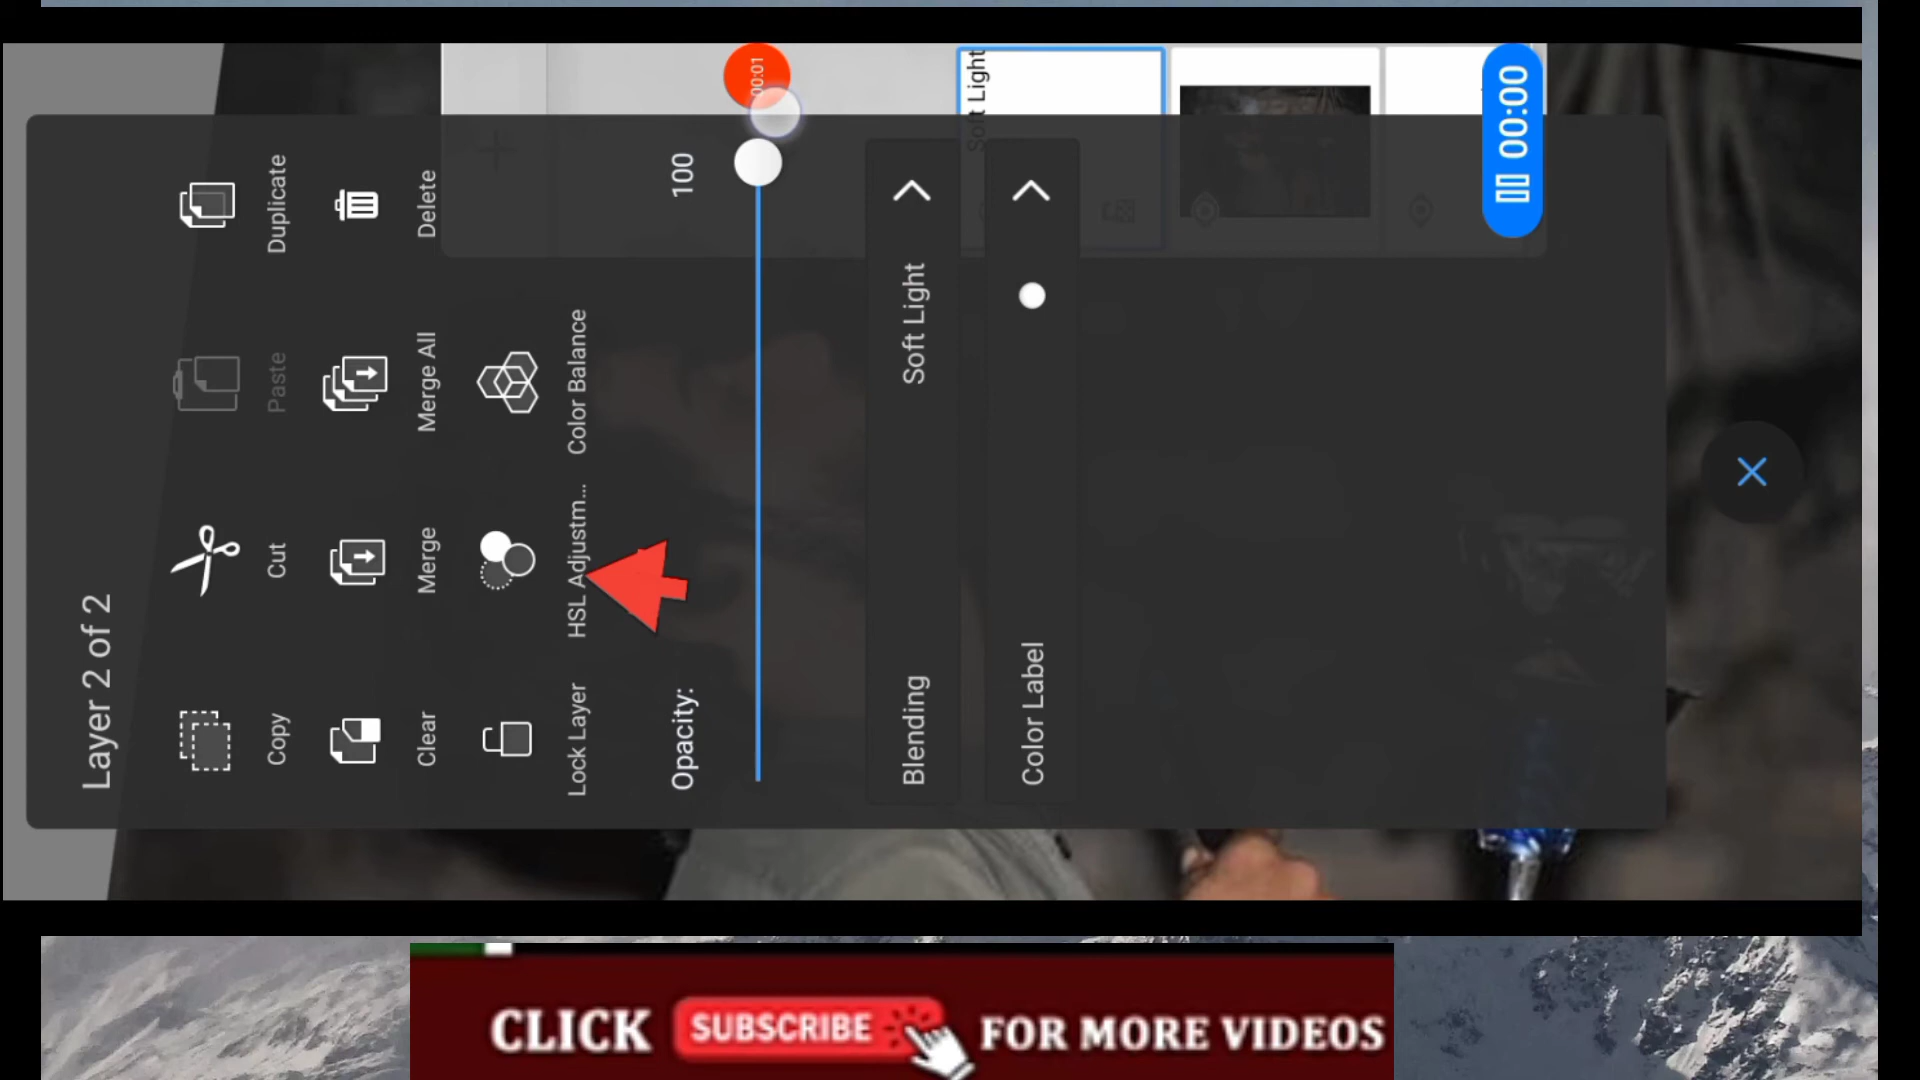 Layer 2 of 2
Copy
Cut
Paste
Duplicate
Clear
Merge
Merge All
Delete
Lock Layer
HSL Adjustm...
Color Balance
Opacity:
100
00:01
Blending
Soft Light
Soft Light
Color Label
00:00
CLICK SUBSCRIBE FOR MORE VIDEOS